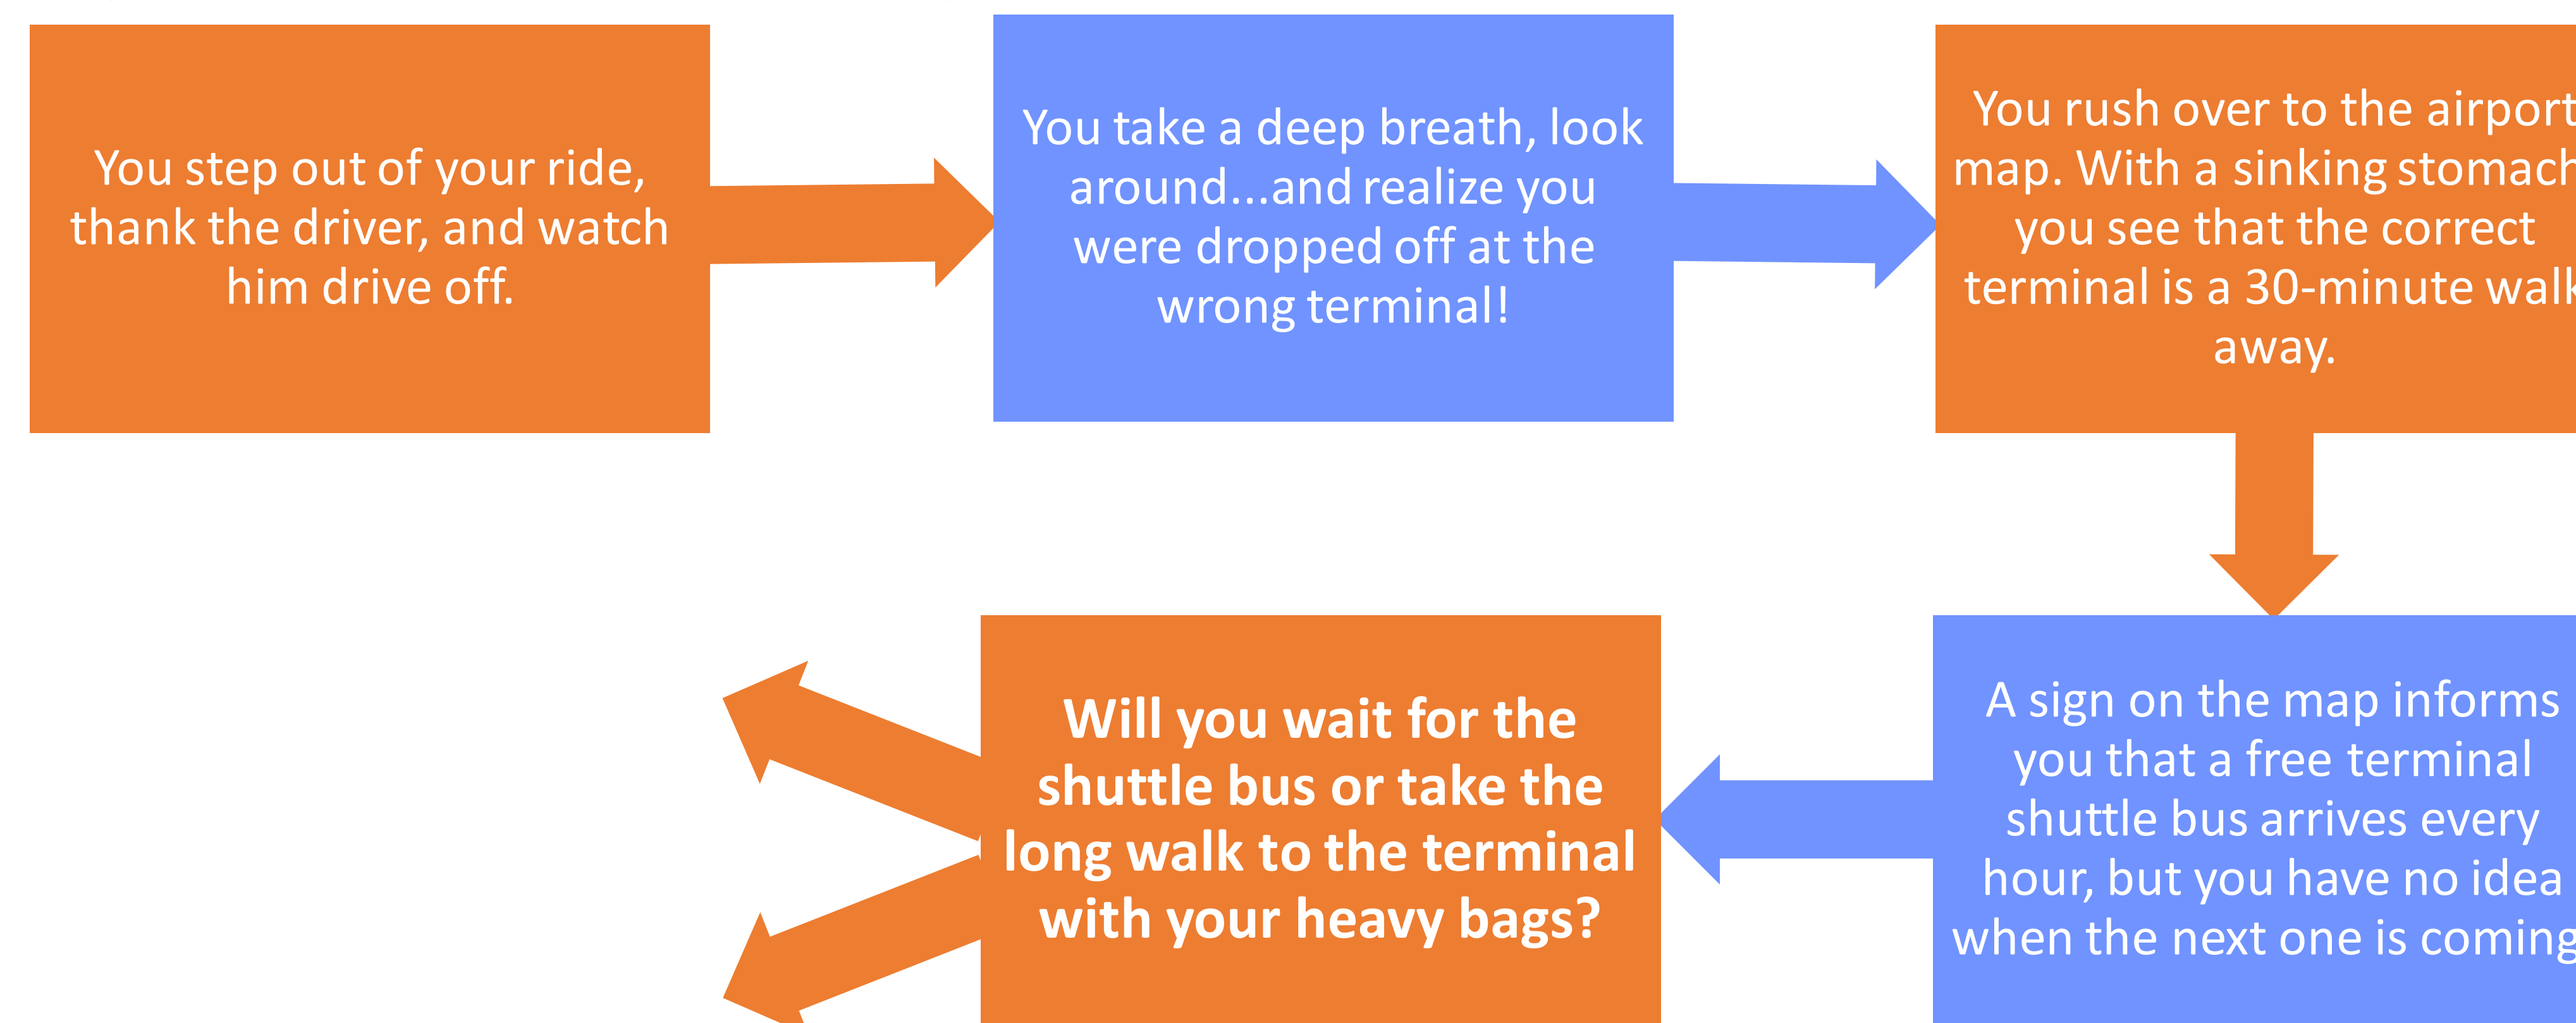 You step out of your ride,
thank the driver, and watch
him drive off.
You take a deep breath, look
around...and realize you
were dropped off at the
wrong terminal!
You rush over to the airport
map. With a sinking stomach
you see that the correct
terminal is a 30-minute walk
away.
A sign on the map informs
you that a free terminal
shuttle bus arrives every
hour, but you have no idea
when the next one is coming
Will you wait for the
shuttle bus or take the
long walk to the terminal
with your heavy bags?